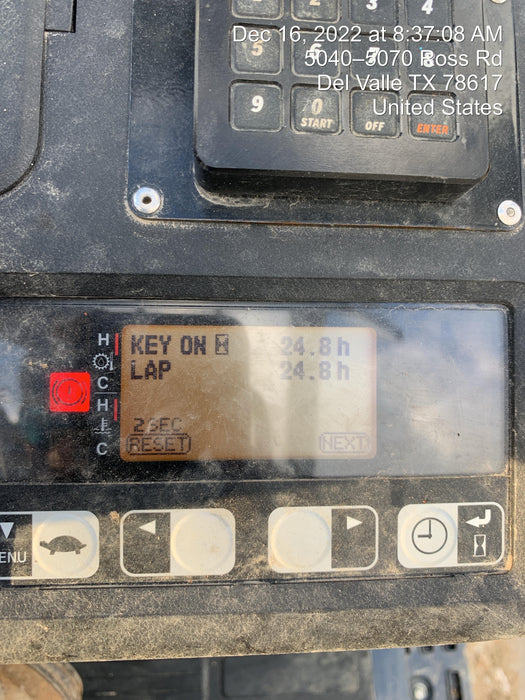 Dec 16, 2022 at 8:37:08 AM
5040–5070 Ross Rd
Del Valle TX 78617
United States
2 3 4
5 6 7 8
9 0 START OFF ENTER
H KEY ON 24.8 h
LAP 24.8 h
C
H
2 SEC
RESET NEXT
C
MENU